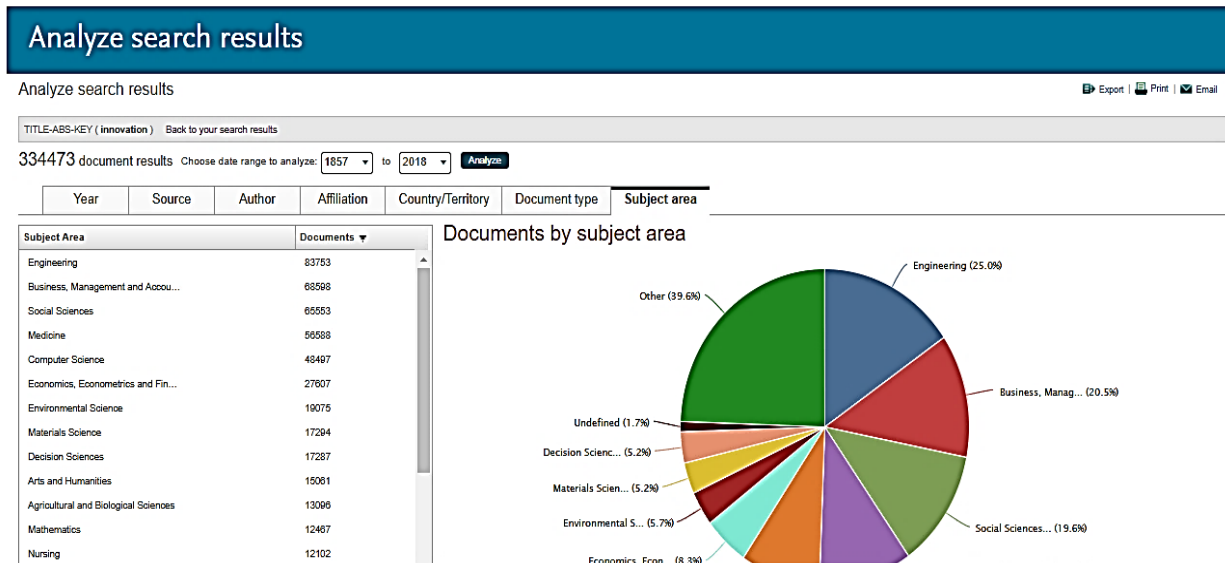 Analyze search results
Analyze search results
Export | Print | Email
TITLE-ABS-KEY ( innovation ) Back to your search results
334473 document results Choose date range to analyze: 1857 to 2018 Analyze
Year Source Author Affiliation Country/Territory Document type Subject area
Subject Area Documents
Documents by subject area
Engineering 83753
Business, Management and Accou... 68598
Social Sciences 65553
Medicine 56588
Computer Science 48497
Economics, Econometrics and Fin... 27607
Environmental Science 19075
Materials Science 17294
Decision Sciences 17287
Arts and Humanities 15061
Agricultural and Biological Sciences 13096
Mathematics 12467
Nursing 12102
Engineering (25.0%)
Other (39.6%)
Business, Manag... (20.5%)
Undefined (1.7%)
Decision Scienc... (5.2%)
Materials Scien... (5.2%)
Environmental S... (5.7%)
Social Sciences... (19.6%)
Economics, Econ... (8.3%)